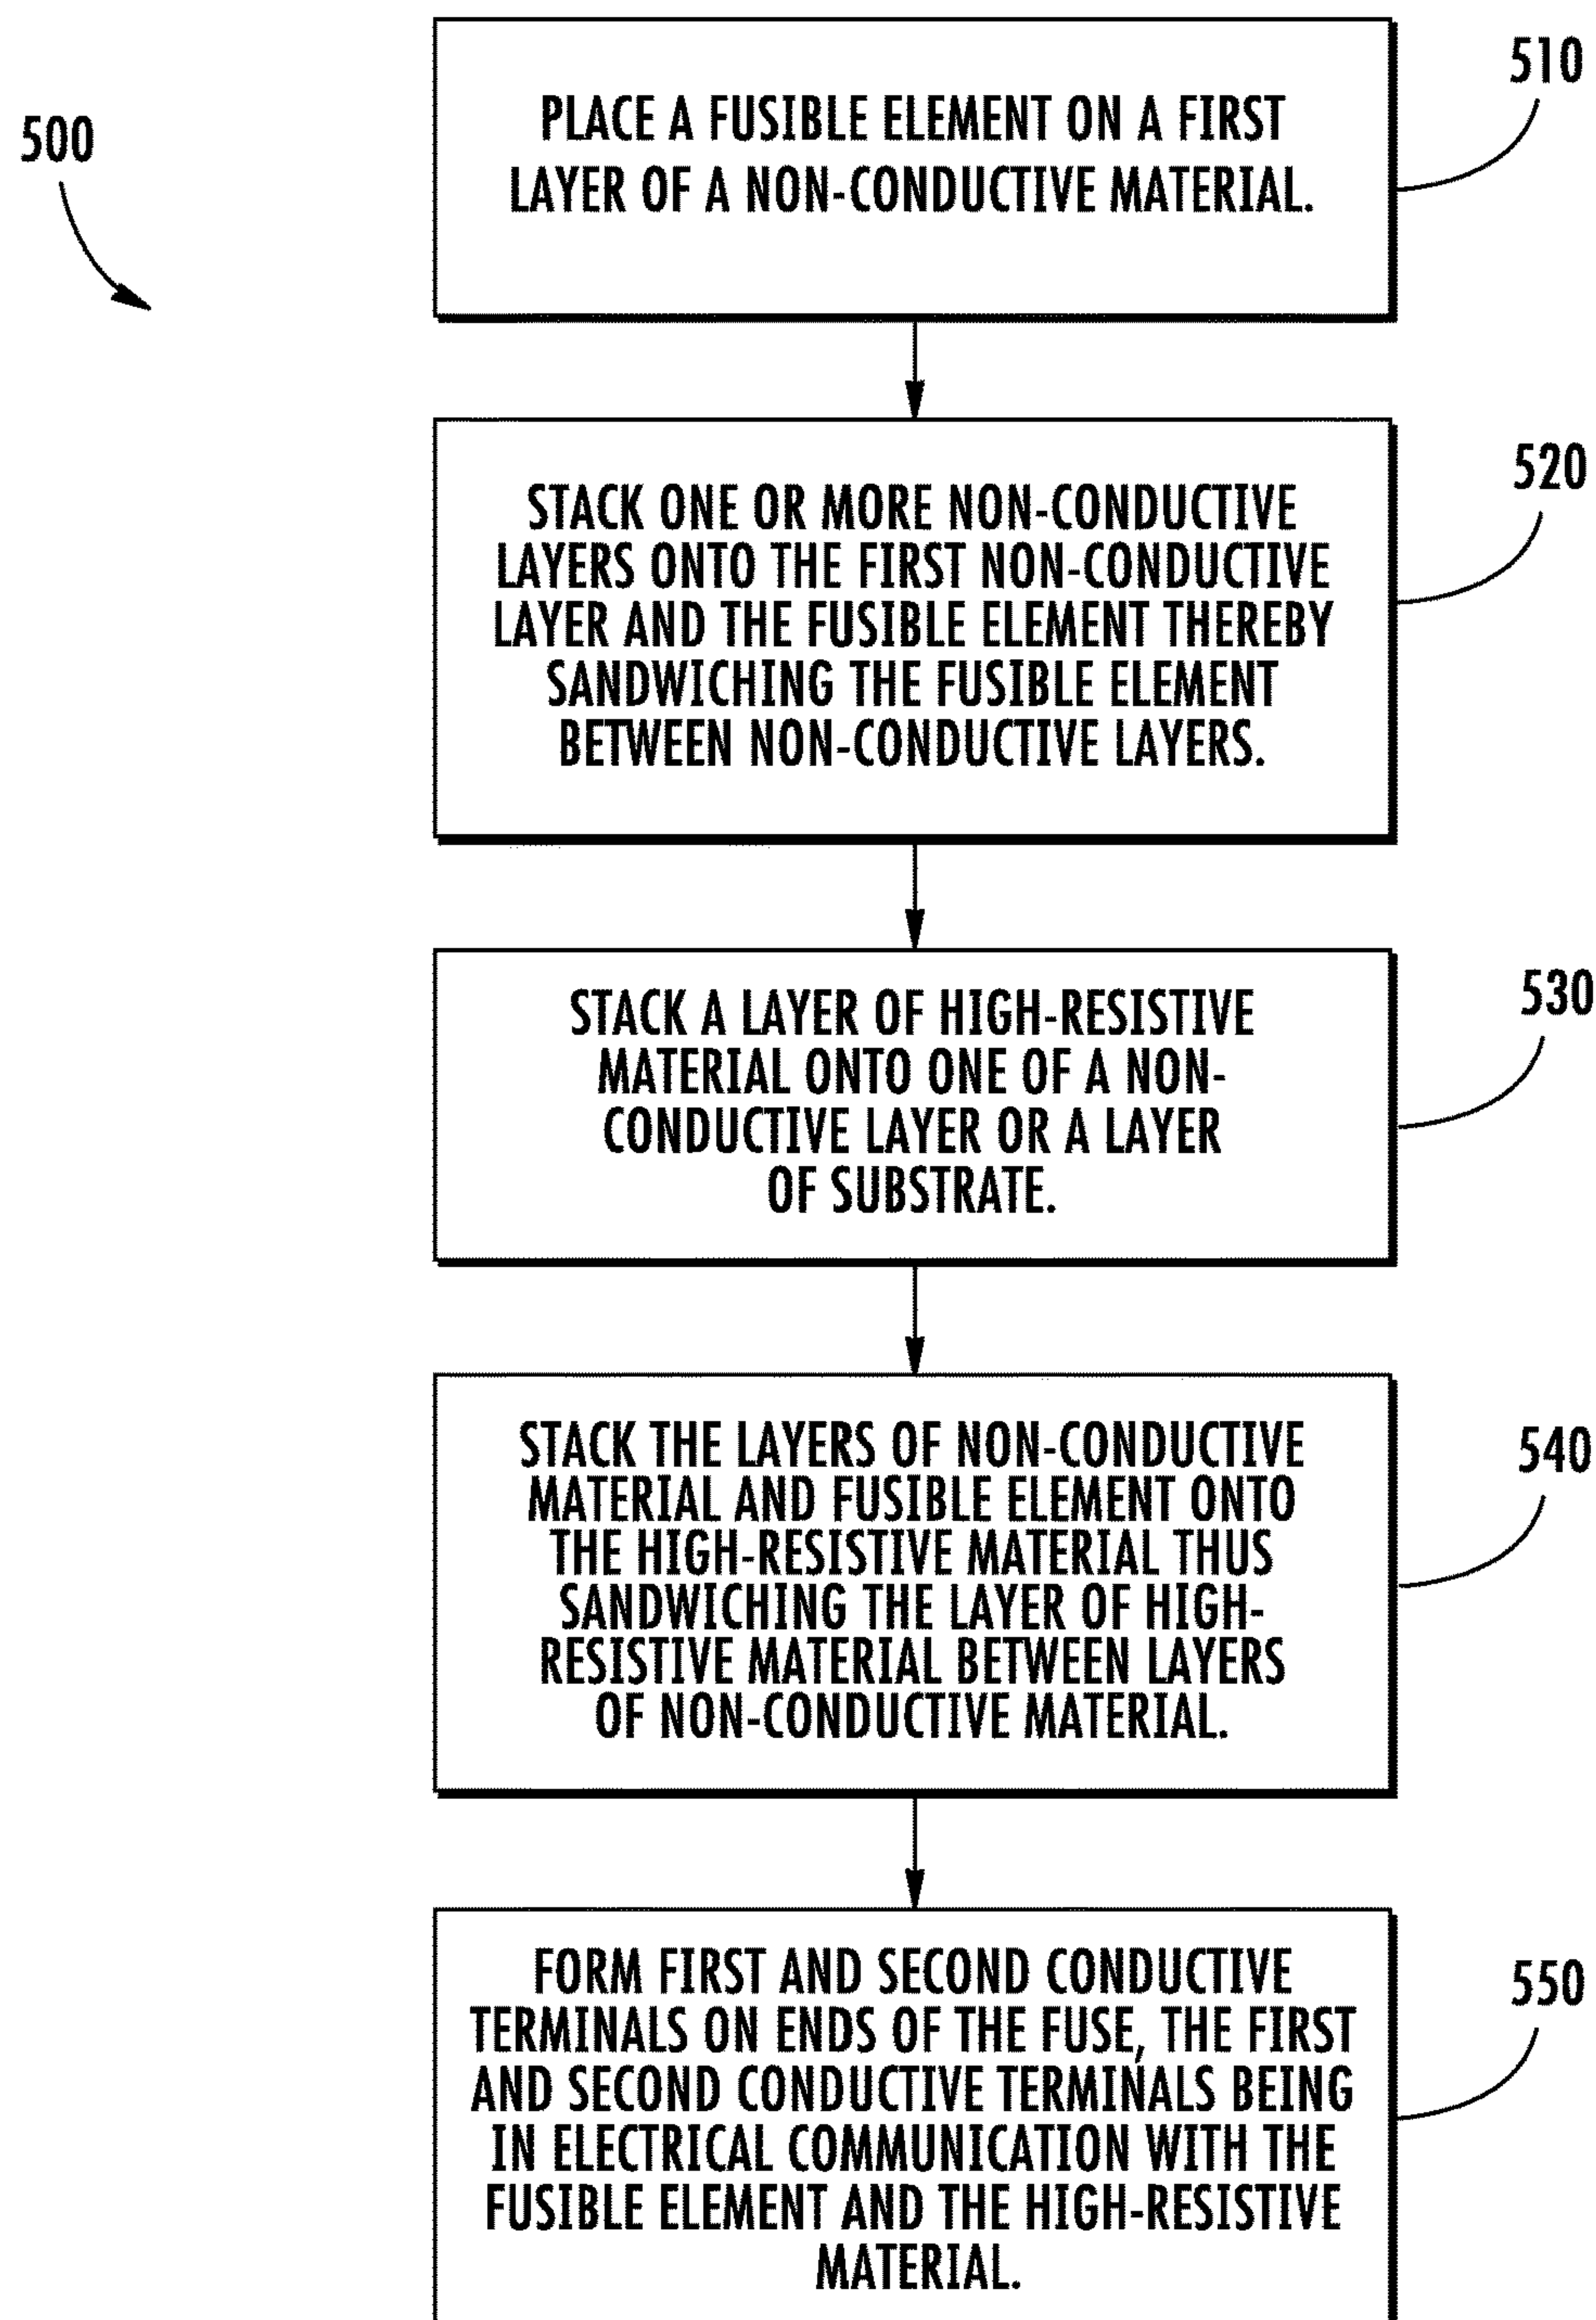 500
510
PLACE A FUSIBLE ELEMENT ON A FIRST
LAYER OF A NON-CONDUCTIVE MATERIAL.
520
STACK ONE OR MORE NON-CONDUCTIVE
LAYERS ONTO THE FIRST NON-CONDUCTIVE
LAYER AND THE FUSIBLE ELEMENT THEREBY
SANDWICHING THE FUSIBLE ELEMENT
BETWEEN NON-CONDUCTIVE LAYERS.
530
STACK A LAYER OF HIGH-RESISTIVE
MATERIAL ONTO ONE OF A NON-
CONDUCTIVE LAYER OR A LAYER
OF SUBSTRATE.
540
STACK THE LAYERS OF NON-CONDUCTIVE
MATERIAL AND FUSIBLE ELEMENT ONTO
THE HIGH-RESISTIVE MATERIAL THUS
SANDWICHING THE LAYER OF HIGH-
RESISTIVE MATERIAL BETWEEN LAYERS
OF NON-CONDUCTIVE MATERIAL.
550
FORM FIRST AND SECOND CONDUCTIVE
TERMINALS ON ENDS OF THE FUSE, THE FIRST
AND SECOND CONDUCTIVE TERMINALS BEING
IN ELECTRICAL COMMUNICATION WITH THE
FUSIBLE ELEMENT AND THE HIGH-RESISTIVE
MATERIAL.